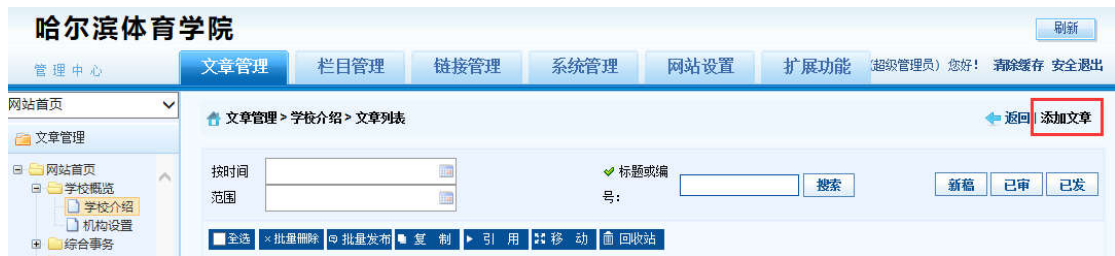 哈尔滨体育学院
刷新
管理中心
文章管理 栏目管理 链接管理 系统管理 网站设置 扩展功能 (超级管理员) 您好! 清除缓存 安全退出
网站首页
文章管理 > 学校介绍 > 文章列表 返回 | 添加文章
文章管理
网站首页
学校概览
学校介绍
机构设置
综合事务
按时间范围
标题或编号:
搜索
新稿 已审 已发
全选 ×批量删除 批量发布 复 制 引 用 移 动 回收站